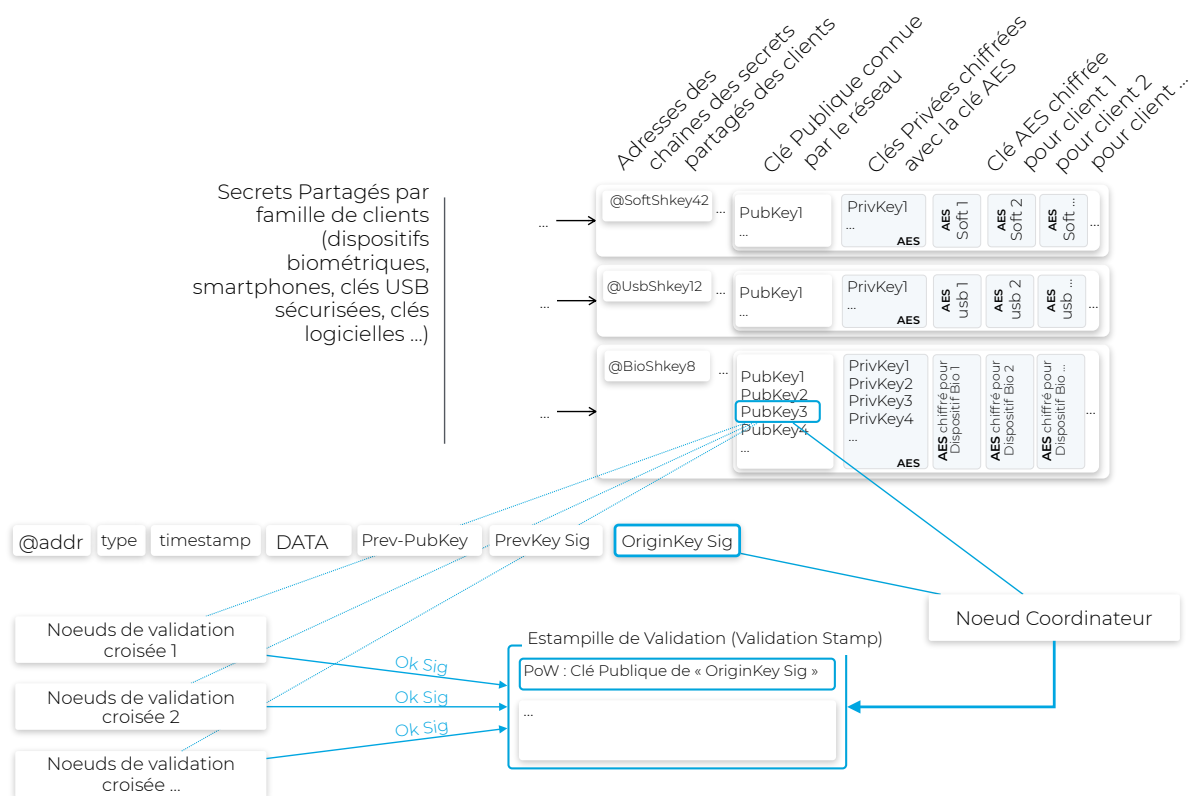 Adresses des
chaînes des secrets
partagés des clients
Clé Publique connue
par le réseau
Clés Privées chiffrées
avec la clé AES
Clé AES chiffrée
pour client 1
pour client 2
pour client ...
Secrets Partagés par
famille de clients
(dispositifs
biométriques,
smartphones, clés USB
sécurisées, clés
logicielles ...)
...
@SoftShkey42
...
PubKey1
...
PrivKey1
...
AES
AES
Soft 1
AES
Soft 2
AES
Soft ...
...
...
@UsbShkey12
...
PubKey1
...
PrivKey1
...
AES
AES
usb 1
AES
usb 2
AES
usb ...
...
...
@BioShkey8
...
PubKey1
PubKey2
PubKey3
PubKey4
...
PrivKey1
PrivKey2
PrivKey3
PrivKey4
...
AES
AES chiffré pour
Dispositif Bio 1
AES chiffré pour
Dispositif Bio 2
AES chiffré pour
Dispositif Bio ...
...
@addr
type
timestamp
DATA
Prev-PubKey
PrevKey Sig
OriginKey Sig
Noeud Coordinateur
Noeuds de validation
croisée 1
Noeuds de validation
croisée 2
Noeuds de validation
croisée ...
Ok Sig
Ok Sig
Ok Sig
Estampille de Validation (Validation Stamp)
PoW : Clé Publique de « OriginKey Sig »
...